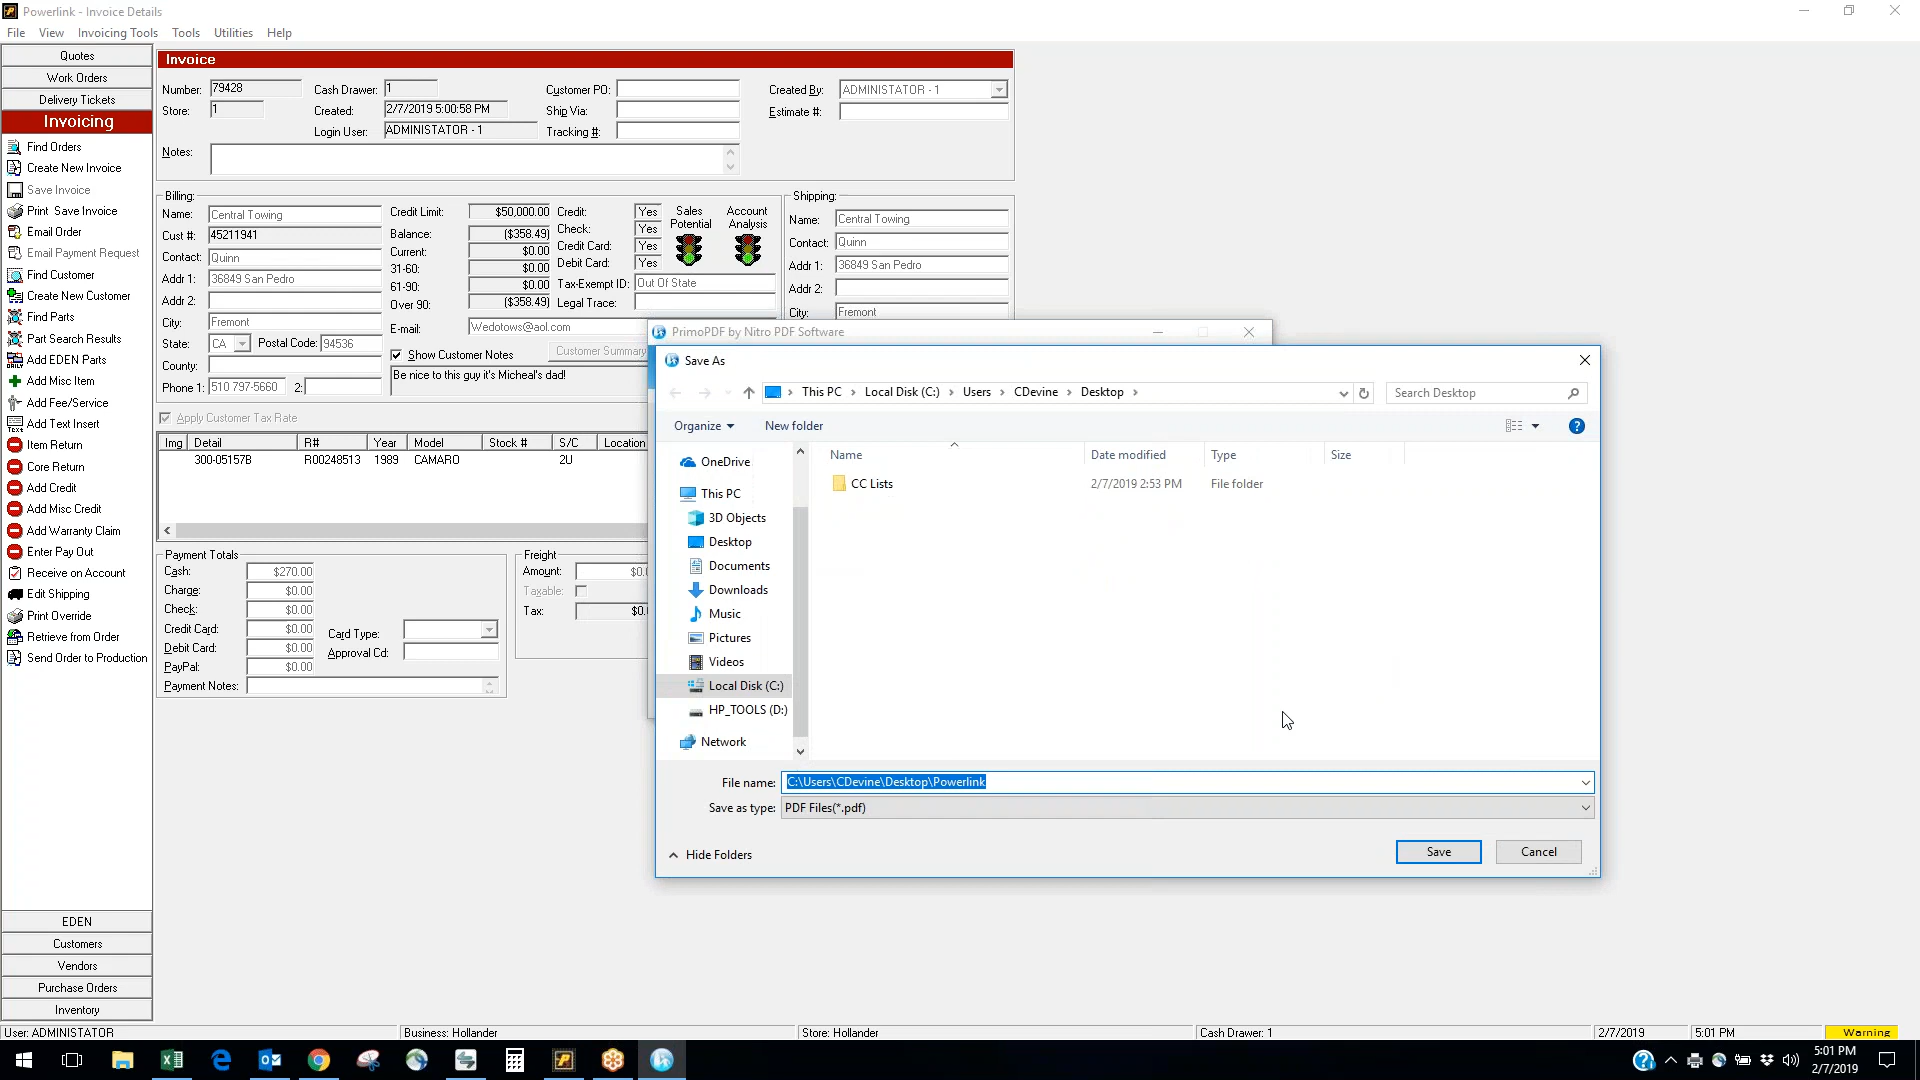 Powerlink - Invoice Details
File View Invoicing Tools Tools Utilities Help
Quotes
Work Orders
Delivery Tickets
Invoicing
Find Orders
Create New Invoice
Save Invoice
Print Save Invoice
Email Order
Email Payment Request
Find Customer
Create New Customer
Find Parts
Part Search Results
Add EDEN Parts
Add Misc Item
Add Fee/Service
Add Text Insert
Item Return
Core Return
Add Credit
Add Misc Credit
Add Warranty Claim
Enter Pay Out
Receive on Account
Edit Shipping
Print Override
Retrieve from Order
Send Order to Production
EDEN
Customers
Vendors
Purchase Orders
Inventory
Invoice
Number: 79428 Cash Drawer: 1 Customer PO: Created By: ADMINISTATOR - 1
Store: 1 Created: 2/7/2019 5:00:58 PM Ship Via: Estimate #:
Login User: ADMINISTATOR - 1 Tracking #:
Notes:
Billing:
Name: Central Towing
Cust #: 45211941
Contact: Quinn
Addr 1: 36849 San Pedro
Addr 2:
City: Fremont
State: CA Postal Code: 94536
County:
Phone 1: 510 797-5660 2:
Credit Limit: $50,000.00
Balance: ($358.49)
Current: $0.00
31-60: $0.00
61-90: $0.00
Over 90: ($358.49)
E-mail: Wedotows@aol.com
Show Customer Notes Customer Summary
Be nice to this guy it's Micheal's dad!
Credit: Yes
Check: Yes
Credit Card: Yes
Debit Card: Yes
Tax-Exempt ID: Out Of State
Legal Trace:
Sales Potential
Account Analysis
Shipping:
Name: Central Towing
Contact: Quinn
Addr 1: 36849 San Pedro
Addr 2:
City: Fremont
Apply Customer Tax Rate
Img Detail R# Year Model Stock # S/C Location
300-05157B R00248513 1989 CAMARO 2U
Payment Totals
Cash: $270.00
Charge: $0.00
Check: $0.00
Credit Card: $0.00 Card Type:
Debit Card: $0.00 Approval Cd:
PayPal: $0.00
Payment Notes:
Freight
Amount: $0.
Taxable:
Tax: $0.
PrimoPDF by Nitro PDF Software
Save As
This PC Local Disk (C:) Users CDevine Desktop
Search Desktop
Organize New folder
OneDrive
This PC
3D Objects
Desktop
Documents
Downloads
Music
Pictures
Videos
Local Disk (C:)
HP_TOOLS (D:)
Network
Name Date modified Type Size
CC Lists 2/7/2019 2:53 PM File folder
File name: C:\Users\CDevine\Desktop\Powerlink
Save as type: PDF Files(*.pdf)
Hide Folders Save Cancel
User: ADMINISTATOR Business: Hollander Store: Hollander Cash Drawer: 1 2/7/2019 5:01 PM Warning
5:01 PM
2/7/2019